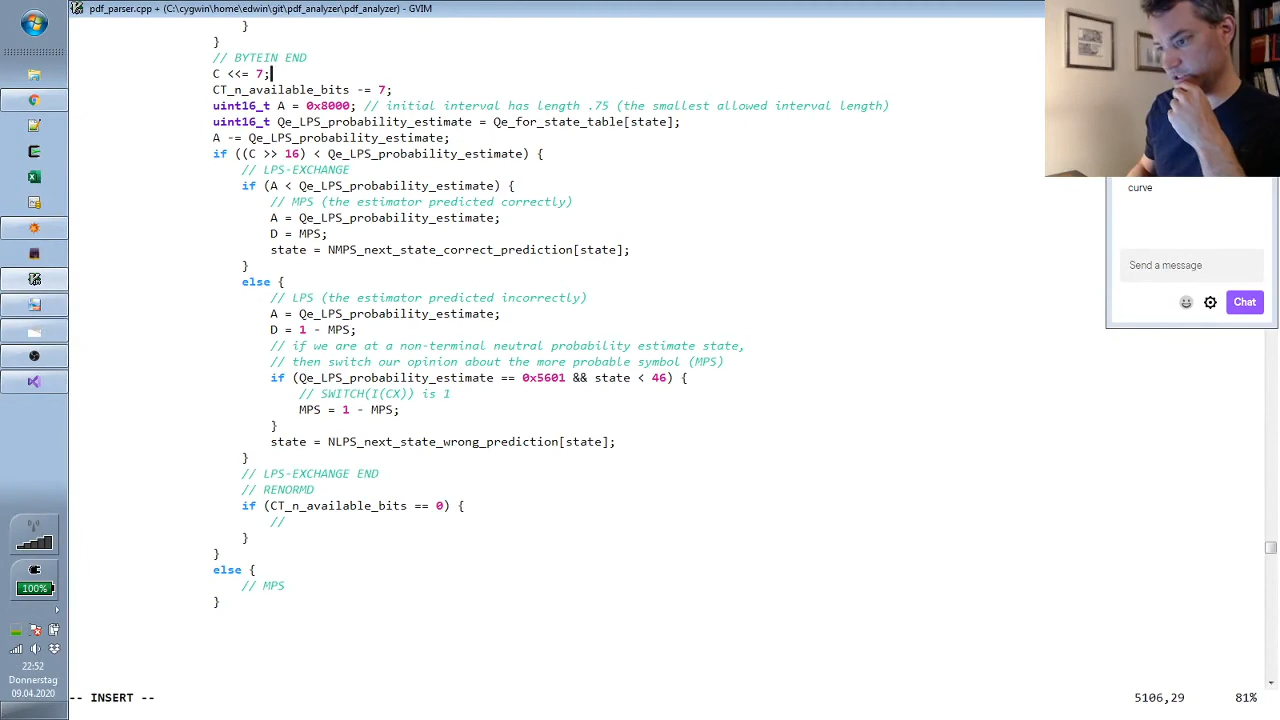 pdf_parser.cpp + (C:\cygwin\home\edwin\git\pdf_analyzer\pdf_analyzer) - GVIM
}
}
// BYTEIN END
C <<= 7;
CT_n_available_bits -= 7;
uint16_t A = 0x8000; // initial interval has length .75 (the smallest allowed interval length)
uint16_t Qe_LPS_probability_estimate = Qe_for_state_table[state];
A -= Qe_LPS_probability_estimate;
if ((C >> 16) < Qe_LPS_probability_estimate) {
// LPS-EXCHANGE
if (A < Qe_LPS_probability_estimate) {
// MPS (the estimator predicted correctly)
A = Qe_LPS_probability_estimate;
D = MPS;
state = NMPS_next_state_correct_prediction[state];
}
else {
// LPS (the estimator predicted incorrectly)
A = Qe_LPS_probability_estimate;
D = 1 - MPS;
// if we are at a non-terminal neutral probability estimate state,
// then switch our opinion about the more probable symbol (MPS)
if (Qe_LPS_probability_estimate == 0x5601 && state < 46) {
// SWITCH(I(CX)) is 1
MPS = 1 - MPS;
}
state = NLPS_next_state_wrong_prediction[state];
}
// LPS-EXCHANGE END
// RENORMD
if (CT_n_available_bits == 0) {
//
}
}
else {
// MPS
}
-- INSERT --
5106,29
81%
curve
Send a message
Chat
100%
22:52
Donnerstag
09.04.2020